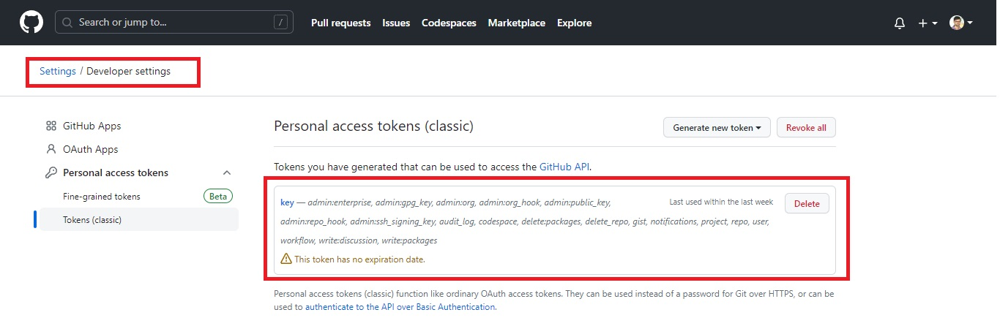 Search or jump to... / Pull requests Issues Codespaces Marketplace Explore
Settings / Developer settings
GitHub Apps
OAuth Apps
Personal access tokens
Fine-grained tokens Beta
Tokens (classic)
Personal access tokens (classic) Generate new token Revoke all
Tokens you have generated that can be used to access the GitHub API.
key — admin:enterprise, admin:gpg_key, admin:org, admin:org_hook, admin:public_key, Last used within the last week Delete
admin:repo_hook, admin:ssh_signing_key, audit_log, codespace, delete:packages, delete_repo, gist, notifications, project, repo, user,
workflow, write:discussion, write:packages
This token has no expiration date.
Personal access tokens (classic) function like ordinary OAuth access tokens. They can be used instead of a password for Git over HTTPS, or can be
used to authenticate to the API over Basic Authentication.